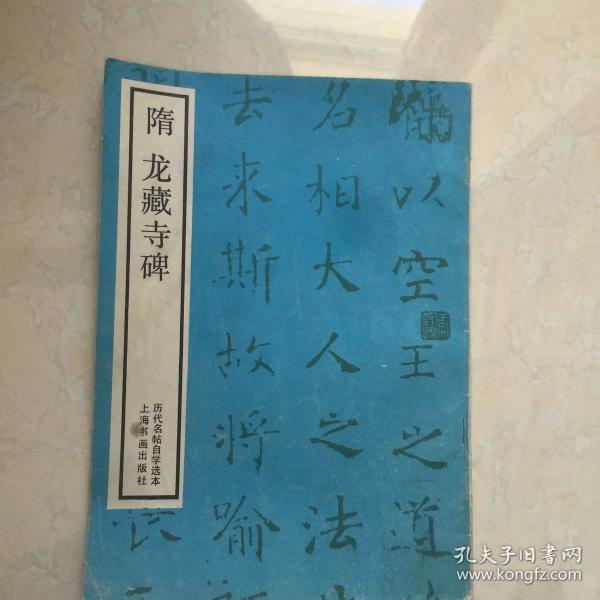 隋 龙藏寺碑
历代名帖自学选本
上海书画出版社
以空王之道
名相大人之法
去来斯故将喻
孔夫子旧书网
www.kongfz.com